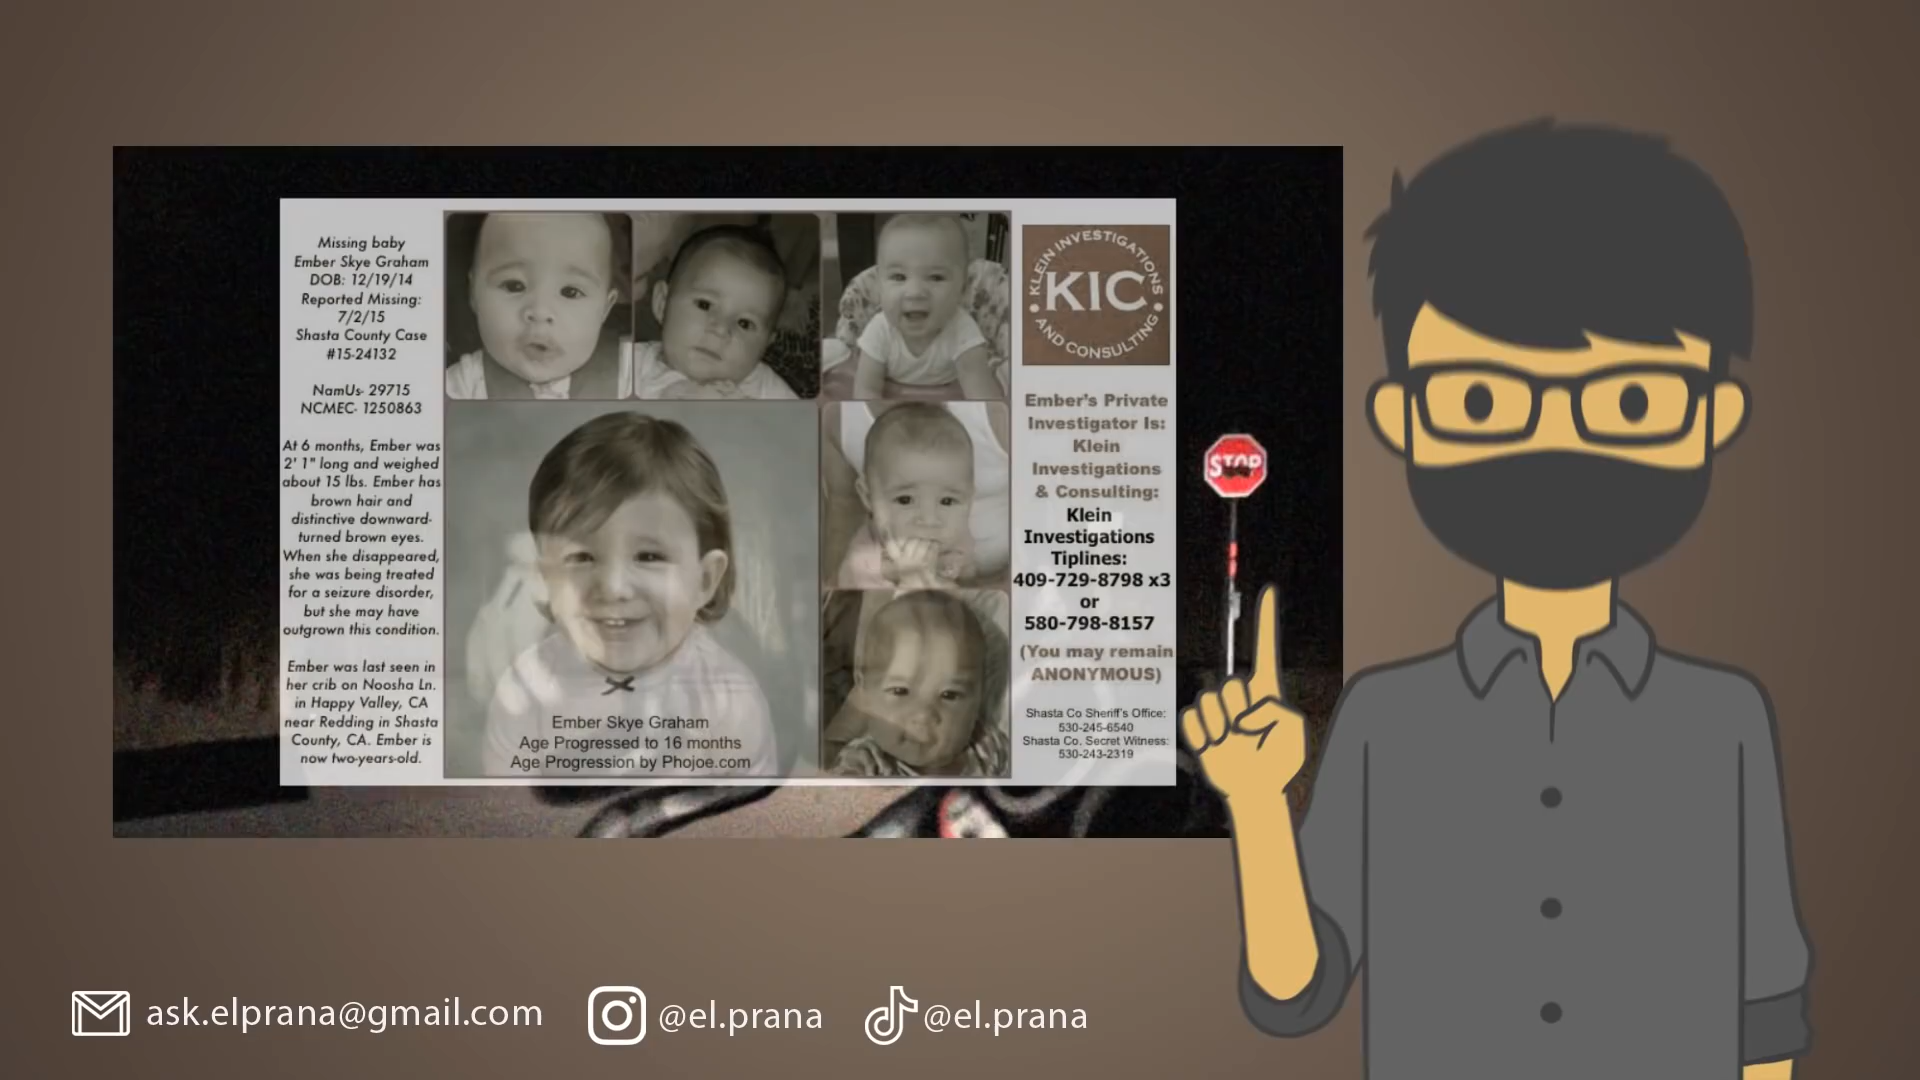 Missing baby
Ember Skye Graham
DOB: 12/19/14
Reported Missing:
7/2/15
Shasta County Case
#15-24132
NamUs- 29715
NCMEC- 1250863
At 6 months, Ember was
2' 1" long and weighed
about 15 lbs. Ember has
brown hair and
distinctive downward-
turned brown eyes.
When she disappeared,
she was being treated
for a seizure disorder,
but she may have
outgrown this condition.
Ember was last seen in
her crib on Noosha Ln.
in Happy Valley, CA
near Redding in Shasta
County, CA. Ember is
now two-years-old.
Ember Skye Graham
Age Progressed to 16 months
Age Progression by Phojoe.com
KLEIN INVESTIGATIONS
KIC
AND CONSULTING
Ember's Private
Investigator Is:
Klein
Investigations
& Consulting:
Klein
Investigations
Tiplines:
409-729-8798 x3
or
580-798-8157
(You may remain
ANONYMOUS)
Shasta Co Sheriff's Office:
530-245-6540
Shasta Co. Secret Witness:
530-243-2319
STOP
ask.elprana@gmail.com
@el.prana
@el.prana